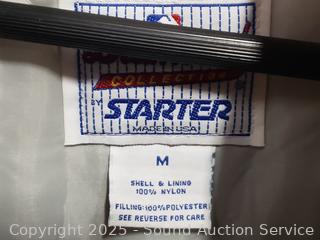 COLLECTION
BY STARTER
MADE IN USA
M
SHELL & LINING
100% NYLON
FILLING:100% POLYESTER
SEE REVERSE FOR CARE
Copyright 2025 - Sound Auction Service